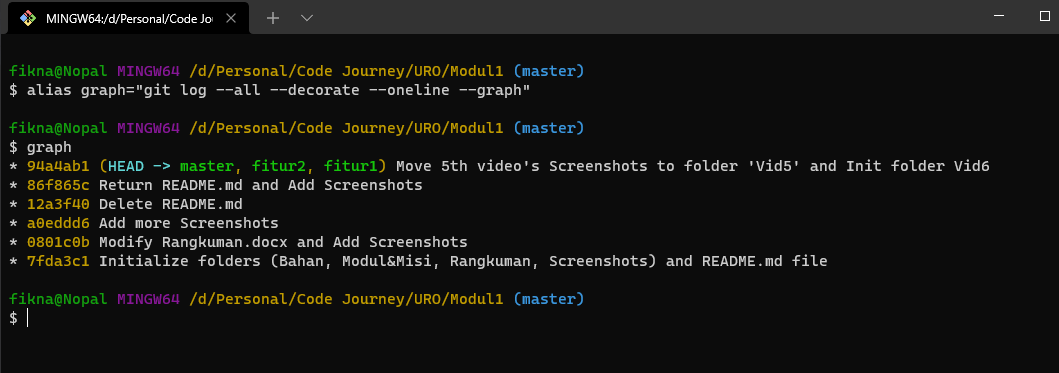 MINGW64:/d/Personal/Code Jou
fikna@Nopal MINGW64 /d/Personal/Code Journey/URO/Modul1 (master)
$ alias graph="git log --all --decorate --oneline --graph"
fikna@Nopal MINGW64 /d/Personal/Code Journey/URO/Modul1 (master)
$ graph
* 94a4ab1 (HEAD -> master, fitur2, fitur1) Move 5th video's Screenshots to folder 'Vid5' and Init folder Vid6
* 86f865c Return README.md and Add Screenshots
* 12a3f40 Delete README.md
* a0eddd6 Add more Screenshots
* 0801c0b Modify Rangkuman.docx and Add Screenshots
* 7fda3c1 Initialize folders (Bahan, Modul&Misi, Rangkuman, Screenshots) and README.md file
fikna@Nopal MINGW64 /d/Personal/Code Journey/URO/Modul1 (master)
$